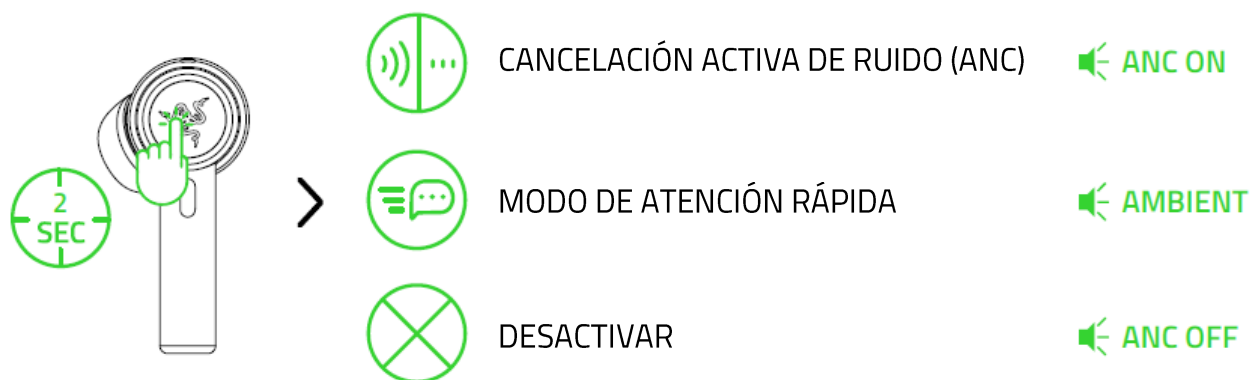 CANCELACIÓN ACTIVA DE RUIDO (ANC) ANC ON
2 SEC
MODO DE ATENCIÓN RÁPIDA AMBIENT
DESACTIVAR ANC OFF